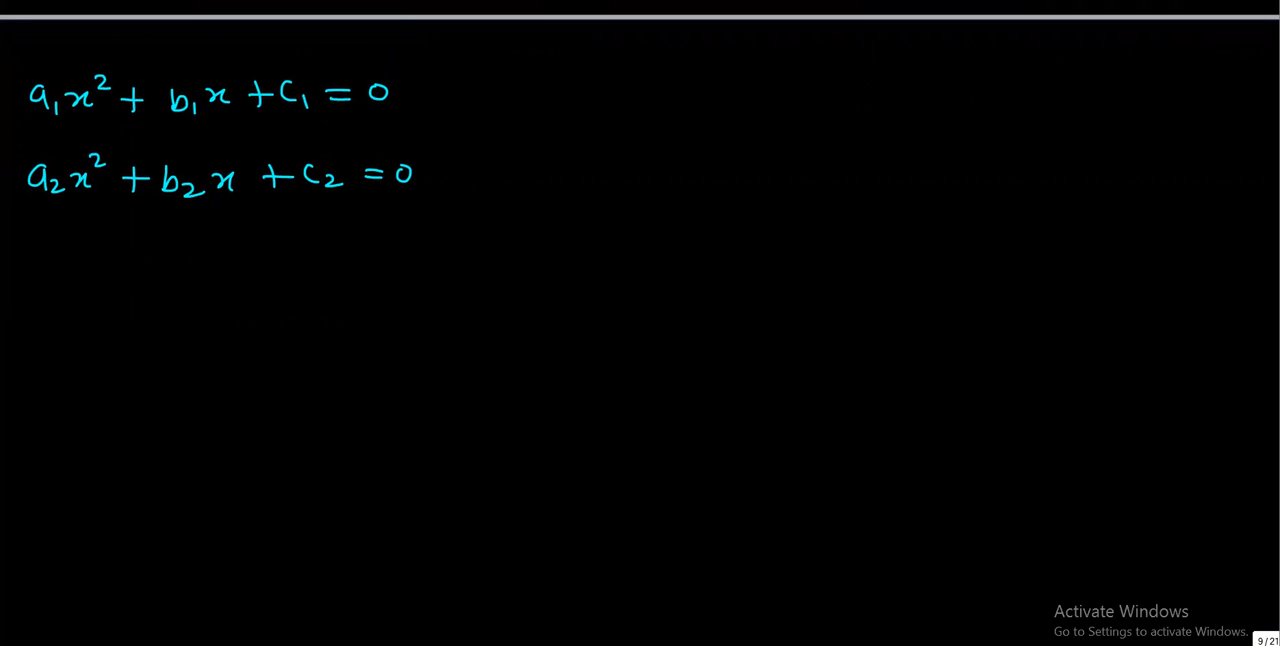 a₁x² + b₁x + c₁ = 0
a₂x² + b₂x + c₂ = 0
Activate Windows
Go to Settings to activate Windows.
9 / 21